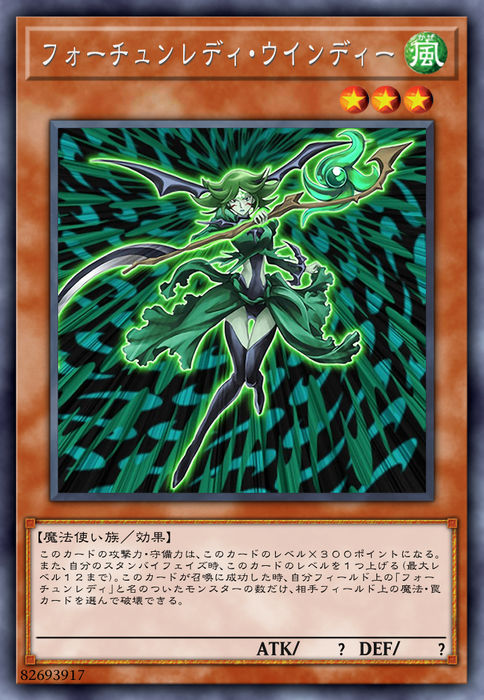 フォーチュンレディ・ウインディー
かぜ
風
【魔法使い族／効果】
このカードの攻撃力・守備力は、このカードのレベル×３００ポイントになる。
また、自分のスタンバイフェイズ時、このカードのレベルを１つ上げる(最大レ
ベル１２まで)。このカードが召喚に成功した時、自分フィールド上の「フォー
チュンレディ」と名のついたモンスターの数だけ、相手フィールド上の魔法・罠
カードを選んで破壊できる。
ATK/ ? DEF/ ?
82693917